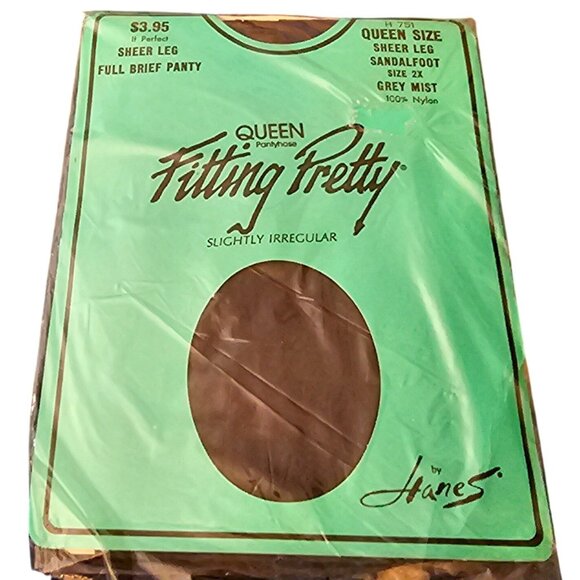 $3.95
If Perfect
SHEER LEG
FULL BRIEF PANTY
H 751
QUEEN SIZE
SHEER LEG
SANDALFOOT
SIZE 2X
GREY MIST
100% Nylon
QUEEN
Pantyhose
Fitting Pretty®
SLIGHTLY IRREGULAR
by
Hanes®